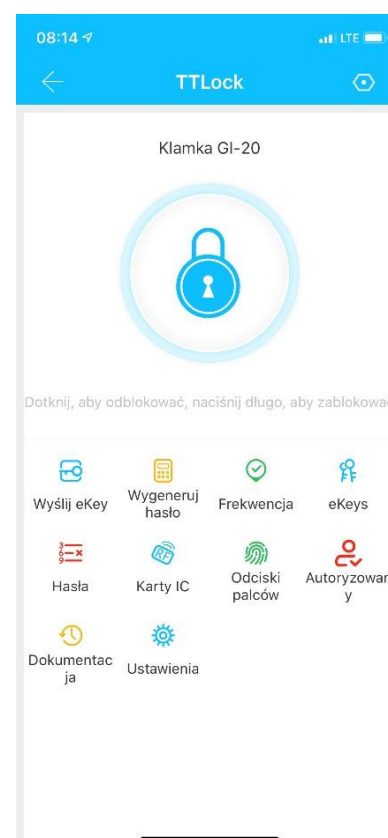 08:14 LTE
TTLock
Klamka GI-20
Dotknij, aby odblokować, naciśnij długo, aby zablokować
Wyślij eKey
Wygeneruj
hasło
Frekwencja
eKeys
Hasła
Karty IC
Odciski
palców
Autoryzowan
y
Dokumentac
ja
Ustawienia